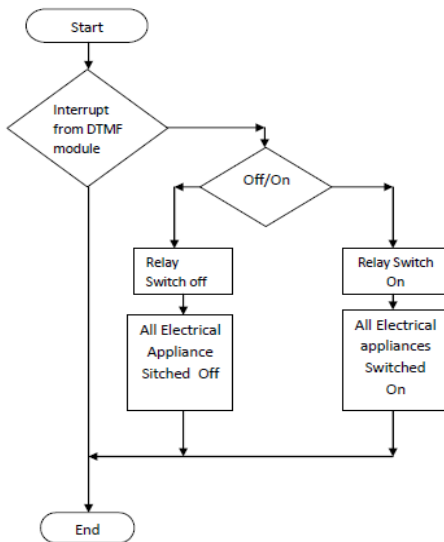 Start
Interrupt
from DTMF
module
Off/On
Relay
Switch off
Relay Switch
On
All Electrical
Appliance
Sitched Off
All Electrical
appliances
Switched
On
End